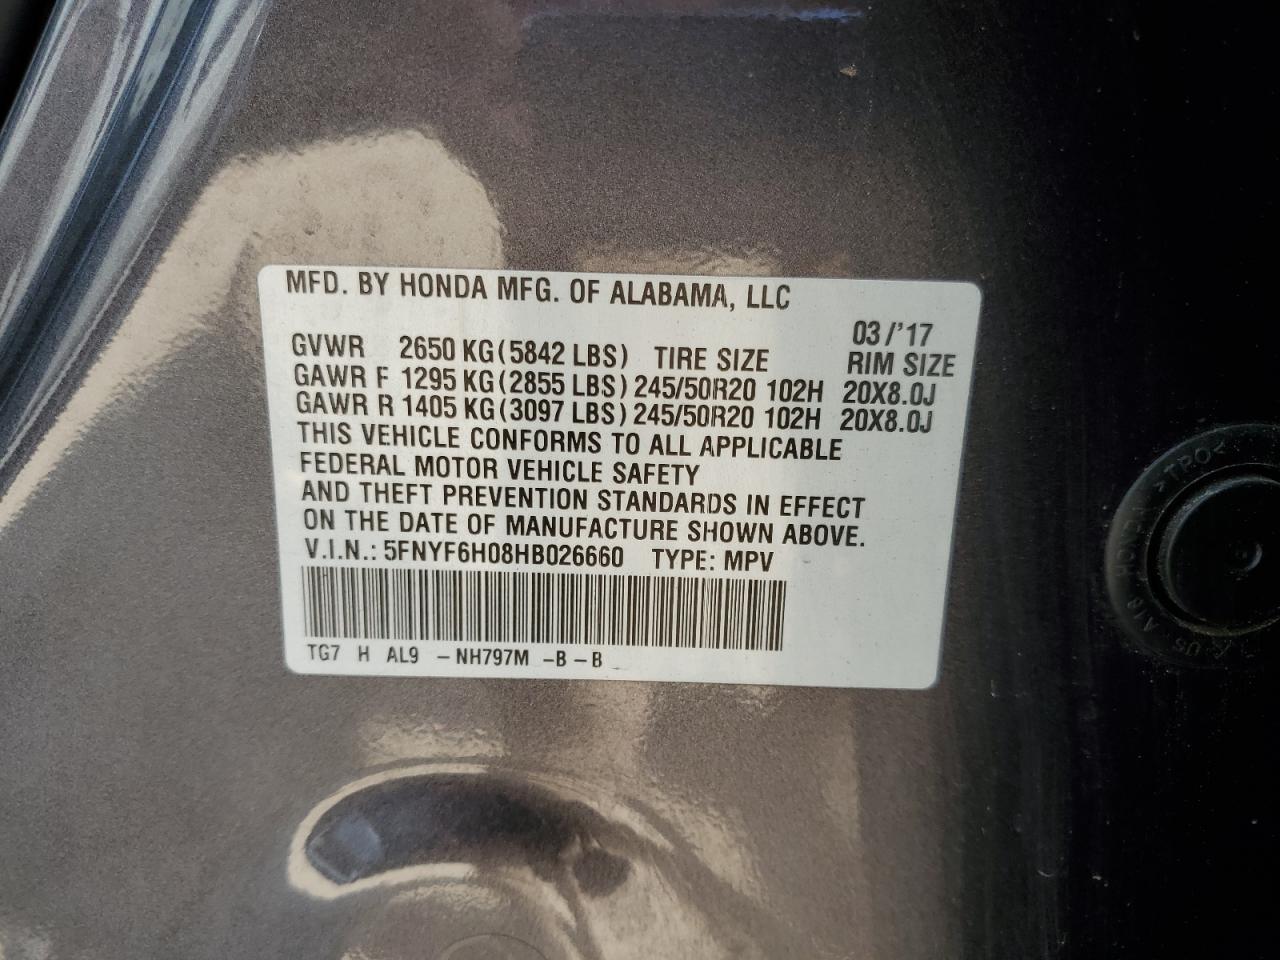 MFD. BY HONDA MFG. OF ALABAMA, LLC
03/'17
GVWR 2650 KG(5842 LBS) TIRE SIZE RIM SIZE
GAWR F 1295 KG(2855 LBS) 245/50R20 102H 20X8.0J
GAWR R 1405 KG(3097 LBS) 245/50R20 102H 20X8.0J
THIS VEHICLE CONFORMS TO ALL APPLICABLE
FEDERAL MOTOR VEHICLE SAFETY
AND THEFT PREVENTION STANDARDS IN EFFECT
ON THE DATE OF MANUFACTURE SHOWN ABOVE.
V.I.N.: 5FNYF6H08HB026660 TYPE: MPV
TG7 H AL9 -NH797M -B-B
>TPO<